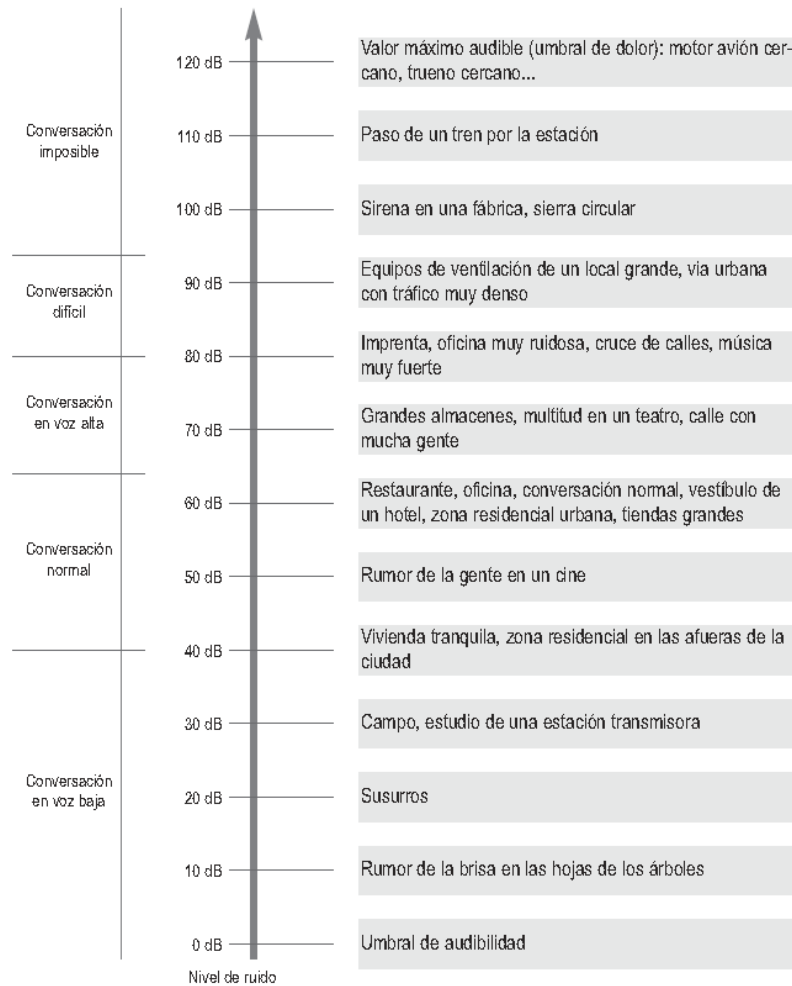 120 dB
Valor máximo audible (umbral de dolor): motor avión cer-
cano, trueno cercano...
Conversación
imposible
110 dB
Paso de un tren por la estación
100 dB
Sirena en una fábrica, sierra circular
Conversación
difícil
90 dB
Equipos de ventilación de un local grande, via urbana
con tráfico muy denso
80 dB
Imprenta, oficina muy ruidosa, cruce de calles, música
muy fuerte
Conversación
en voz alta
70 dB
Grandes almacenes, multitud en un teatro, calle con
mucha gente
60 dB
Restaurante, oficina, conversación normal, vestíbulo de
un hotel, zona residencial urbana, tiendas grandes
Conversación
normal
50 dB
Rumor de la gente en un cine
40 dB
Vivienda tranquila, zona residencial en las afueras de la
ciudad
30 dB
Campo, estudio de una estación transmisora
Conversación
en voz baja
20 dB
Susurros
10 dB
Rumor de la brisa en las hojas de los árboles
0 dB
Umbral de audibilidad
Nivel de ruido